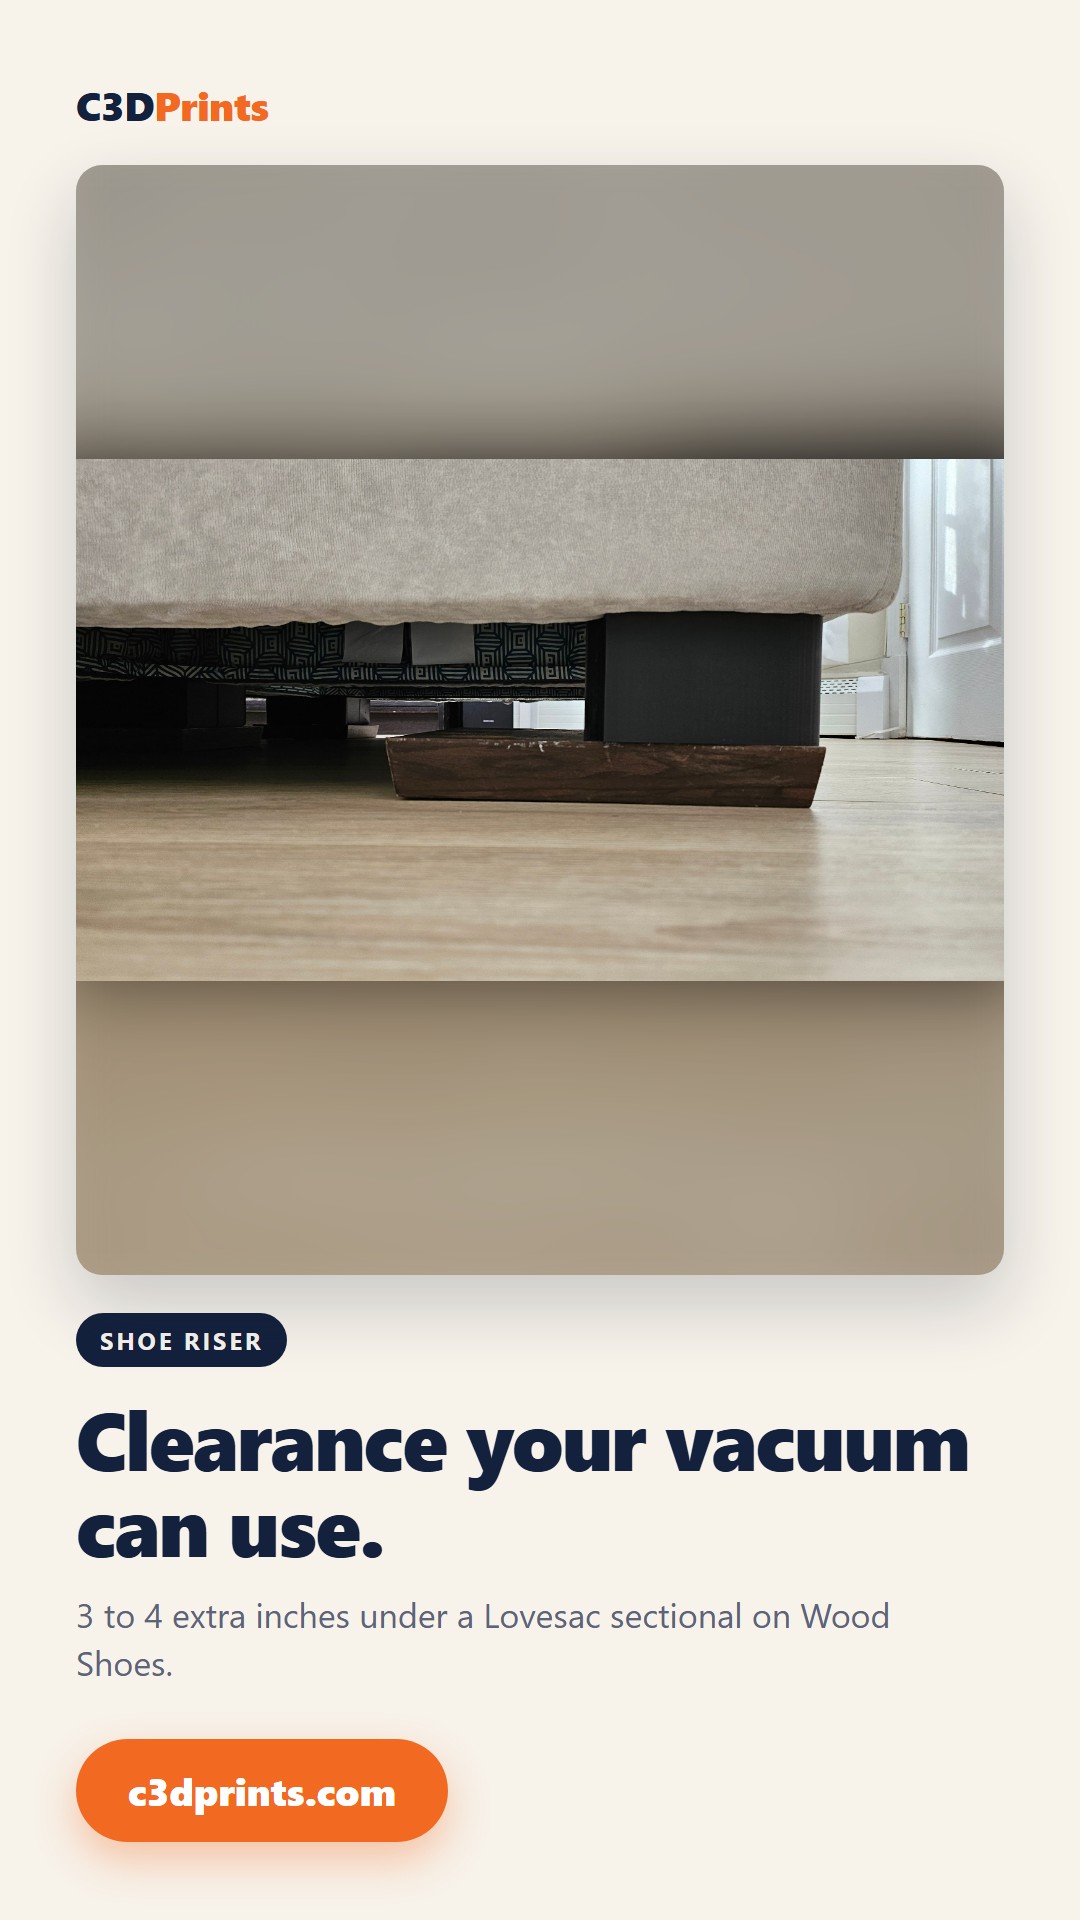 C3DPrints
SHOE RISER
Clearance your vacuum
can use.
3 to 4 extra inches under a Lovesac sectional on Wood
Shoes.
c3dprints.com